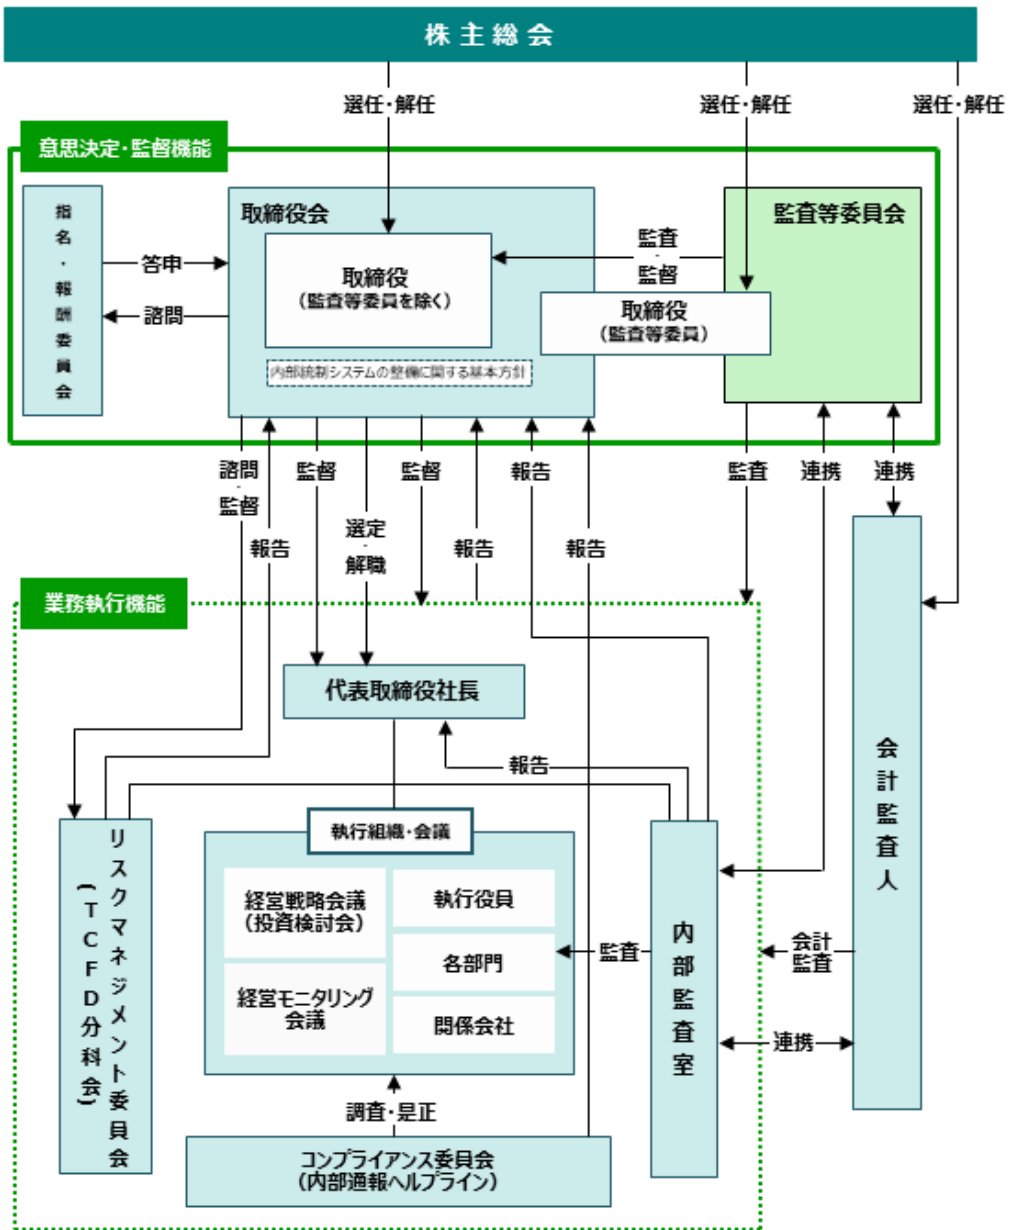 株主総会
選任・解任
選任・解任
選任・解任
意思決定・監督機能
指名・報酬委員会
答申
諮問
取締役会
取締役
（監査等委員を除く）
内部統制システムの整備に関する基本方針
監査
・
監督
監査等委員会
取締役
（監査等委員）
諮問
・
監督
報告
監督
選定
・
解職
監督
報告
報告
報告
監査
連携
連携
業務執行機能
代表取締役社長
報告
執行組織・会議
経営戦略会議
（投資検討会）
経営モニタリング
会議
執行役員
各部門
関係会社
監査
リスクマネジメント委員会
(TCFD分科会)
内部監査室
会計監査人
会計
監査
連携
調査・是正
コンプライアンス委員会
（内部通報ヘルプライン）